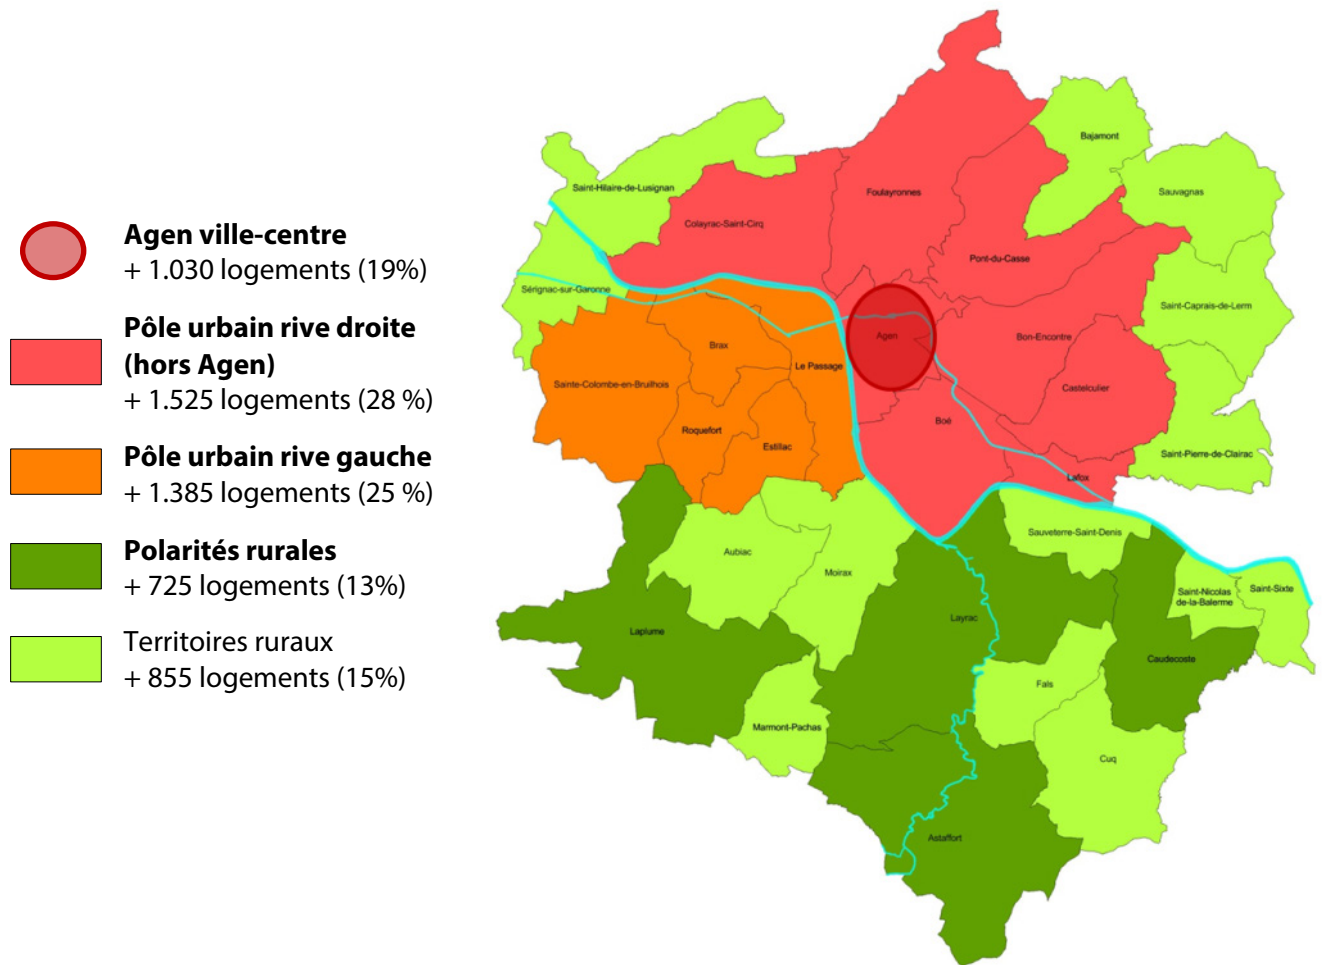 Agen ville-centre
+ 1.030 logements (19%)
Pôle urbain rive droite
(hors Agen)
+ 1.525 logements (28 %)
Pôle urbain rive gauche
+ 1.385 logements (25 %)
Polarités rurales
+ 725 logements (13%)
Territoires ruraux
+ 855 logements (15%)
Bajamont
Saint-Hilaire-de-Lusignan
Foulayronnes
Sauvagnas
Colayrac-Saint-Cirq
Pont-du-Casse
Sérignac-sur-Garonne
Saint-Caprais-de-Lerm
Agen
Bon-Encontre
Brax
Le Passage
Sainte-Colombe-en-Bruilhois
Castelculier
Boé
Roquefort
Estillac
Saint-Pierre-de-Clairac
Lafox
Sauveterre-Saint-Denis
Aubiac
Moirax
Saint-Nicolas
de-la-Balerme
Saint-Sixte
Layrac
Laplume
Caudecoste
Fals
Marmont-Pachas
Cuq
Astaffort